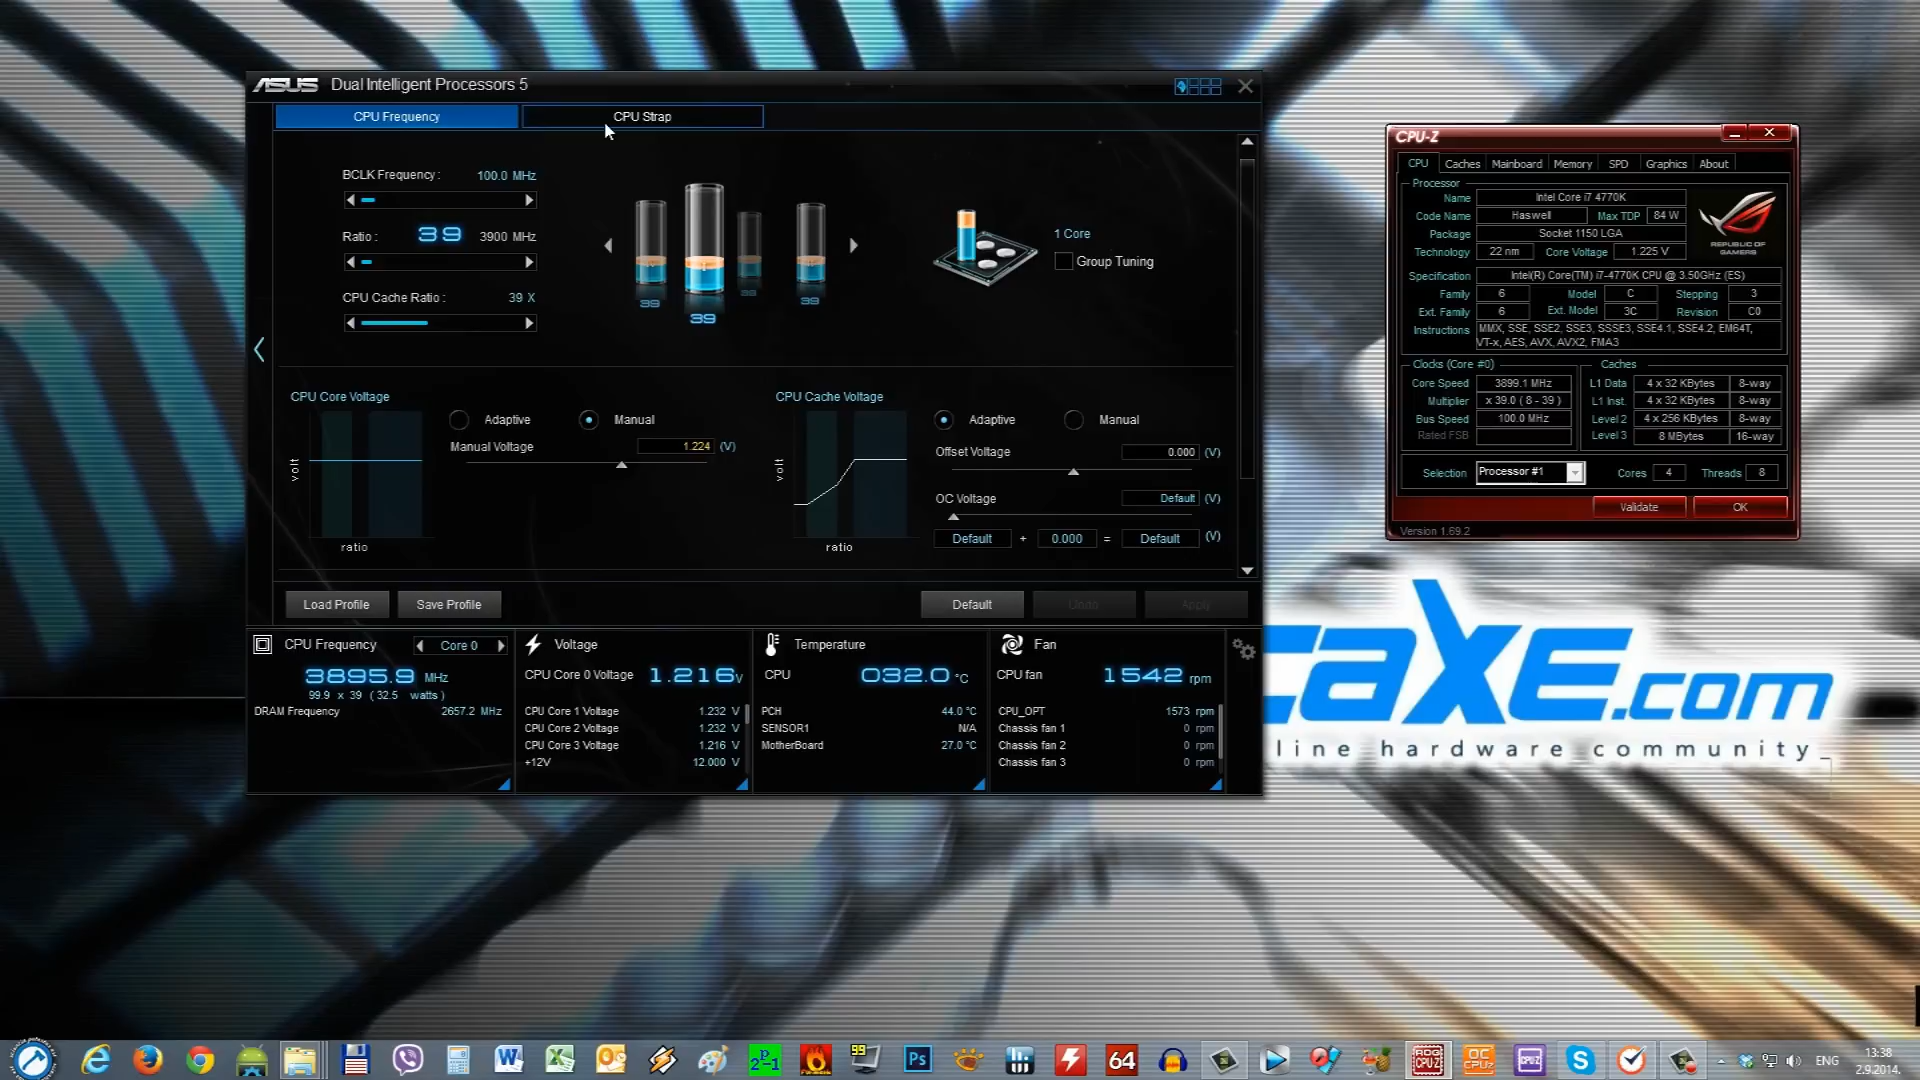 ASUS Dual Intelligent Processors 5
CPU Frequency CPU Strap
BCLK Frequency : 100.0 MHz
Ratio : 39 3900 MHz
CPU Cache Ratio : 39 X
39 39 39 39
1 Core
Group Tuning
CPU Core Voltage
Adaptive Manual
Manual Voltage 1.224 (V)
volt
ratio
CPU Cache Voltage
Adaptive Manual
Offset Voltage 0.000 (V)
OC Voltage Default (V)
Default + 0.000 = Default (V)
volt
ratio
Load Profile Save Profile Default Undo Apply
CPU Frequency Core 0
3895.9 MHz
99.9 x 39 ( 32.5 watts )
DRAM Frequency 2657.2 MHz
Voltage
CPU Core 0 Voltage 1.216 V
CPU Core 1 Voltage 1.232 V
CPU Core 2 Voltage 1.232 V
CPU Core 3 Voltage 1.216 V
+12V 12.000 V
Temperature
CPU 032.0 °C
PCH 44.0 °C
SENSOR1 N/A
MotherBoard 27.0 °C
Fan
CPU fan 1542 rpm
CPU_OPT 1573 rpm
Chassis fan 1 0 rpm
Chassis fan 2 0 rpm
Chassis fan 3 0 rpm
CPU-Z
CPU Caches Mainboard Memory SPD Graphics About
Processor
Name Intel Core i7 4770K
Code Name Haswell Max TDP 84 W
Package Socket 1150 LGA
Technology 22 nm Core Voltage 1.225 V
REPUBLIC OF
GAMERS
Specification Intel(R) Core(TM) i7-4770K CPU @ 3.50GHz (ES)
Family 6 Model C Stepping 3
Ext. Family 6 Ext. Model 3C Revision C0
Instructions MMX, SSE, SSE2, SSE3, SSSE3, SSE4.1, SSE4.2, EM64T,
VT-x, AES, AVX, AVX2, FMA3
Clocks (Core #0)
Core Speed 3899.1 MHz
Multiplier x 39.0 ( 8 - 39 )
Bus Speed 100.0 MHz
Rated FSB
Caches
L1 Data 4 x 32 KBytes 8-way
L1 Inst. 4 x 32 KBytes 8-way
Level 2 4 x 256 KBytes 8-way
Level 3 8 MBytes 16-way
Selection Processor #1 Cores 4 Threads 8
Validate OK
Version 1.69.2
caxe.com
line hardware community
2P-1
99
Ps
64
ROG
CPU-Z
OC
CPUZ
CPU-Z
ENG
13:38
2.9.2014.